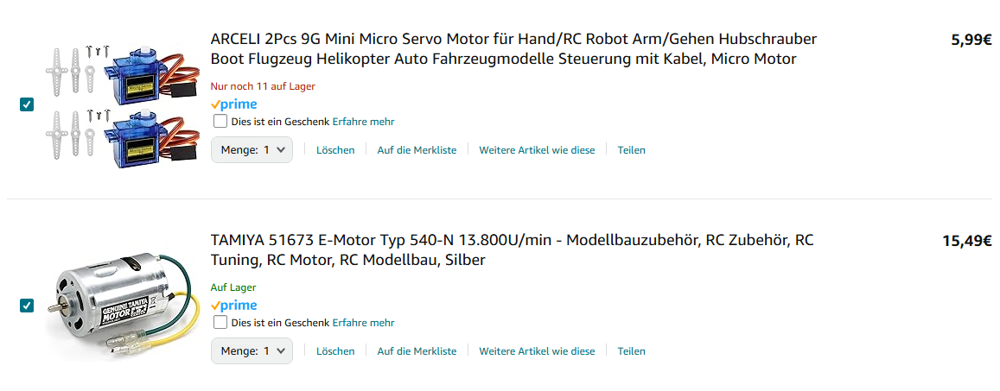 ARCELI 2Pcs 9G Mini Micro Servo Motor für Hand/RC Robot Arm/Gehen Hubschrauber
5,99€
Boot Flugzeug Helikopter Auto Fahrzeugmodelle Steuerung mit Kabel, Micro Motor
Nur noch 11 auf Lager
prime
Dies ist ein Geschenk Erfahre mehr
Menge: 1
Löschen
Auf die Merkliste
Weitere Artikel wie diese
Teilen
TAMIYA 51673 E-Motor Typ 540-N 13.800U/min - Modellbauzubehör, RC Zubehör, RC
15,49€
Tuning, RC Motor, RC Modellbau, Silber
Auf Lager
prime
Dies ist ein Geschenk Erfahre mehr
GENUINE TAMIYA
MOTOR
Menge: 1
Löschen
Auf die Merkliste
Weitere Artikel wie diese
Teilen